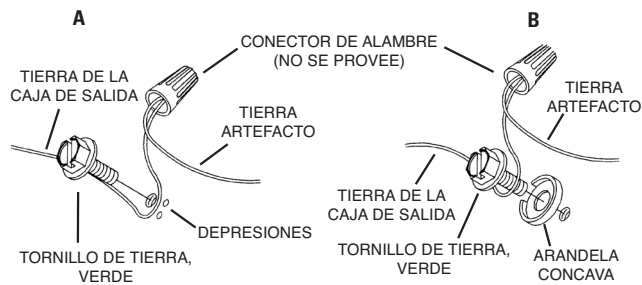 A
B
CONECTOR DE ALAMBRE
(NO SE PROVEE)
TIERRA DE LA
CAJA DE SALIDA
TIERRA
ARTEFACTO
TIERRA
ARTEFACTO
DEPRESIONES
TIERRA DE LA
CAJA DE SALIDA
TORNILLO DE TIERRA,
VERDE
TORNILLO DE TIERRA,
VERDE
ARANDELA
CONCAVA